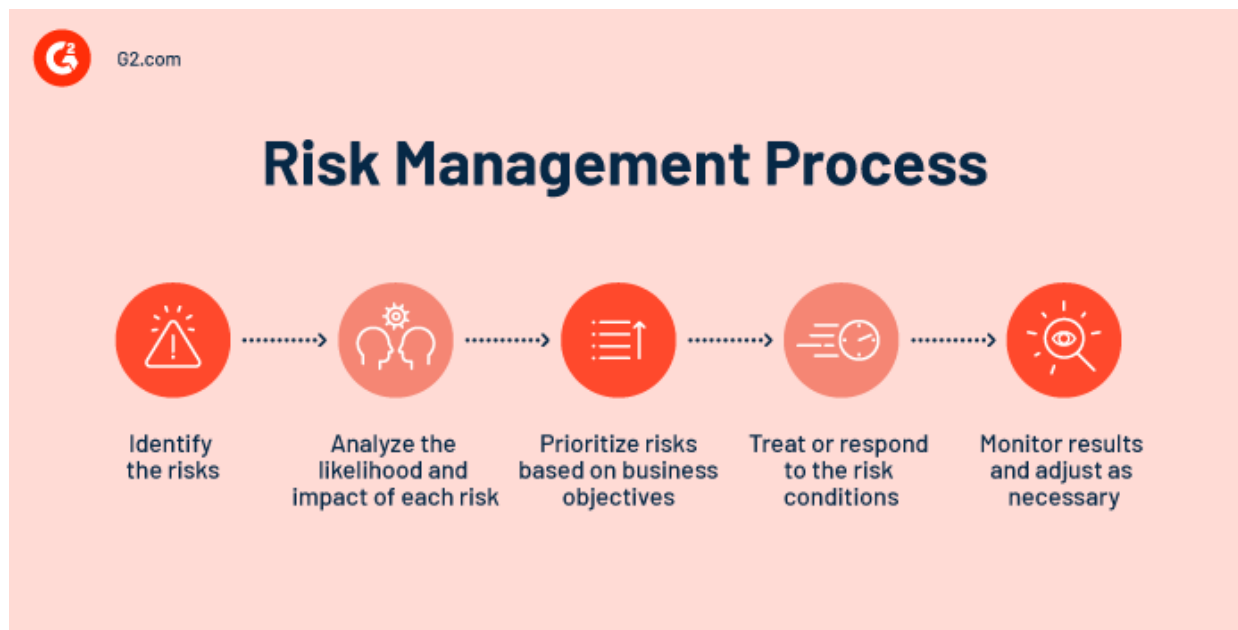 G2
G2.com
Risk Management Process
Identify
the risks
Analyze the
likelihood and
impact of each risk
Prioritize risks
based on business
objectives
Treat or respond
to the risk
conditions
Monitor results
and adjust as
necessary